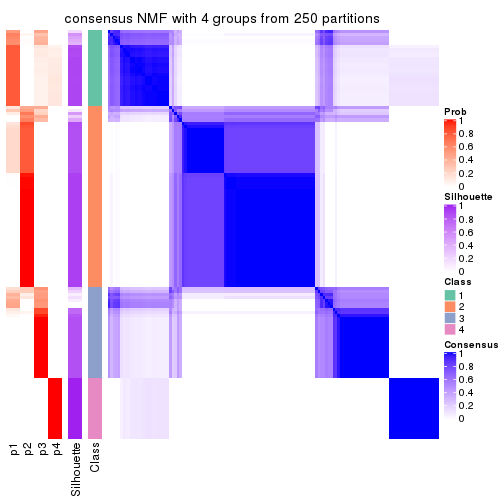 consensus NMF with 4 groups from 250 partitions
Prob
1
0.8
0.6
0.4
0.2
0
Silhouette
1
0.8
0.6
0.4
0.2
0
Class
1
2
3
4
Consensus
1
0.8
0.6
0.4
0.2
0
p1
p2
p3
p4
Silhouette
Class